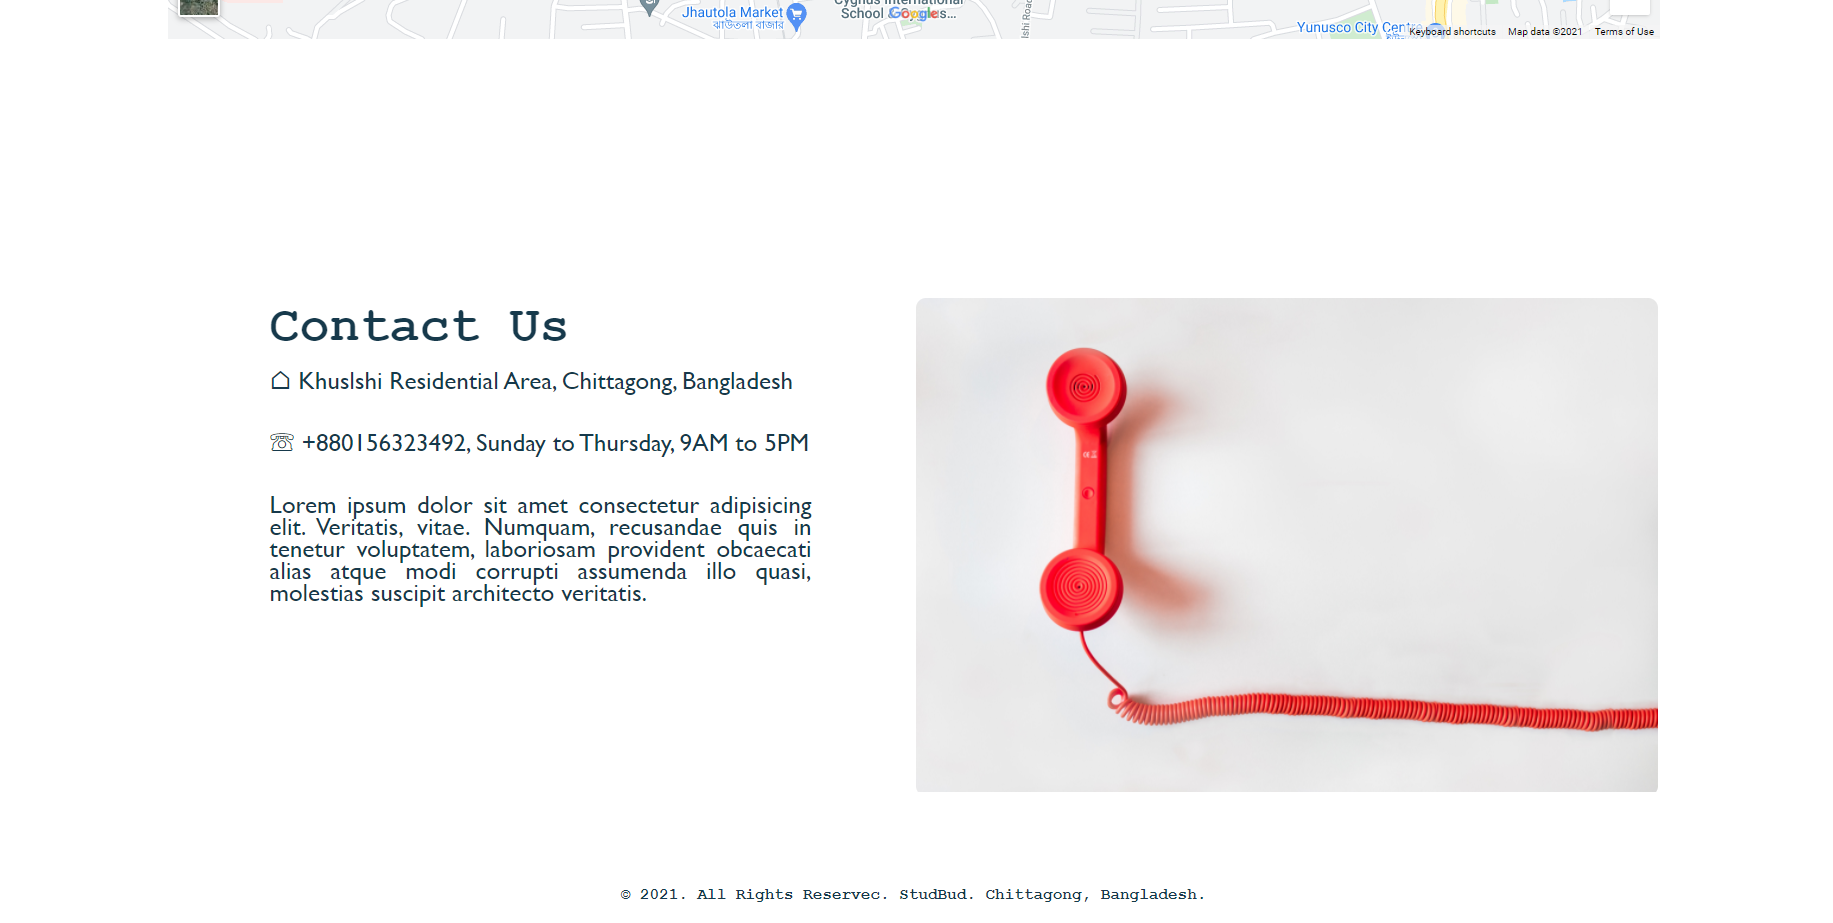 Cygnus International
Jhautola Market
School & Colleges...
Google
ঝাউতলা বাজার
Yunusco City Centre
Keyboard shortcuts Map data ©2021 Terms of Use
Contact Us
⌂ Khuslshi Residential Area, Chittagong, Bangladesh
☏ +880156323492, Sunday to Thursday, 9AM to 5PM
Lorem ipsum dolor sit amet consectetur adipisicing
elit. Veritatis, vitae. Numquam, recusandae quis in
tenetur voluptatem, laboriosam provident obcaecati
alias atque modi corrupti assumenda illo quasi,
molestias suscipit architecto veritatis.
© 2021. All Rights Reservec. StudBud. Chittagong, Bangladesh.